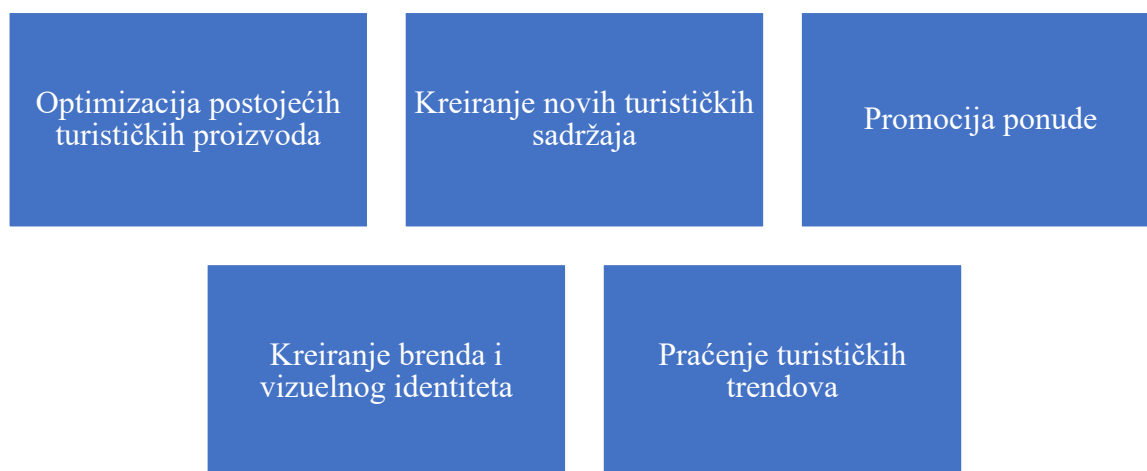 Optimizacija postojećih
turističkih proizvoda
Kreiranje novih turističkih
sadržaja
Promocija ponude
Kreiranje brenda i
vizuelnog identiteta
Praćenje turističkih
trendova